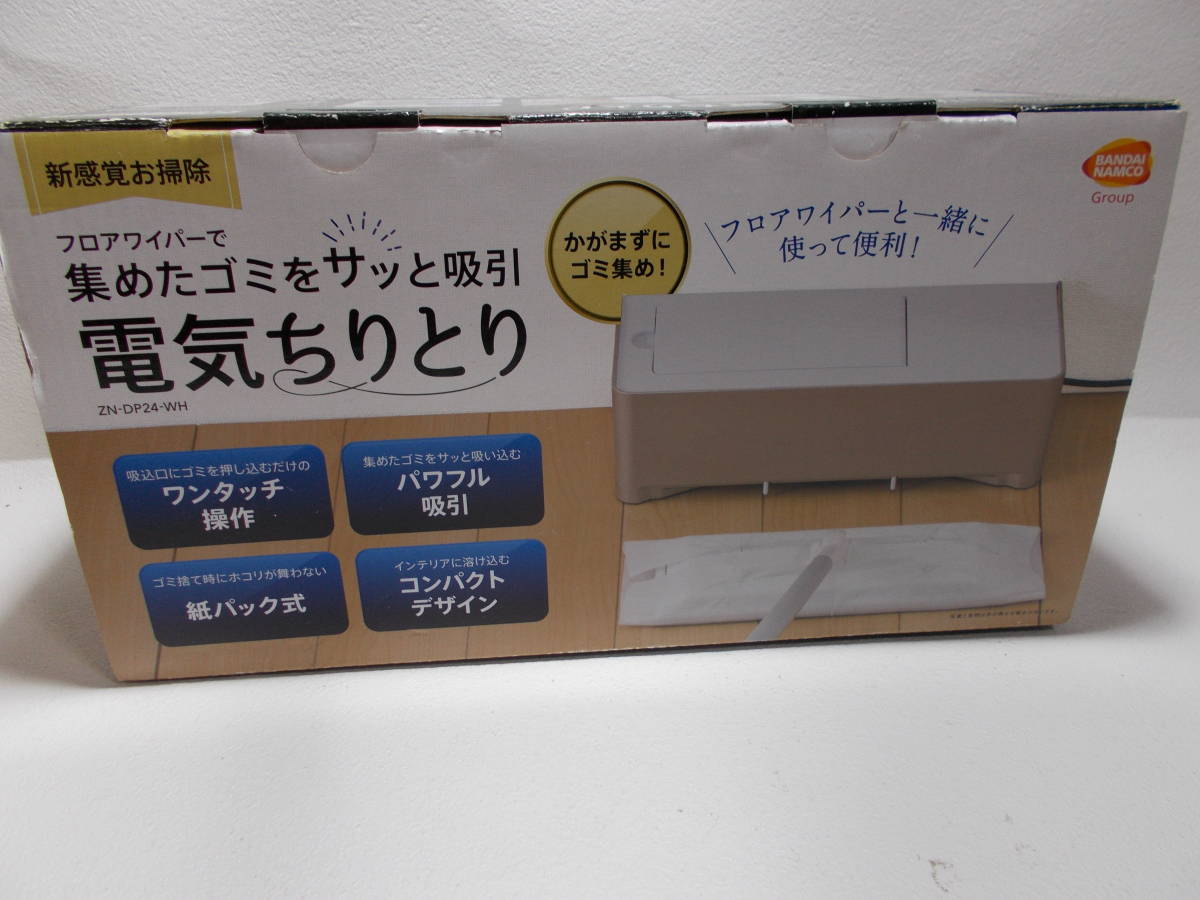 新感覚お掃除
フロアワイパーで
集めたゴミをサッと吸引
電気ちりとり
ZN-DP24-WH
かがまずに
ゴミ集め!
フロアワイパーと一緒に
使って便利!
BANDAI
NAMCO
Group
吸込口にゴミを押し込むだけの
ワンタッチ
操作
集めたゴミをサッと吸い込む
パワフル
吸引
ゴミ捨て時にホコリが舞わない
紙パック式
インテリアに溶け込む
コンパクト
デザイン